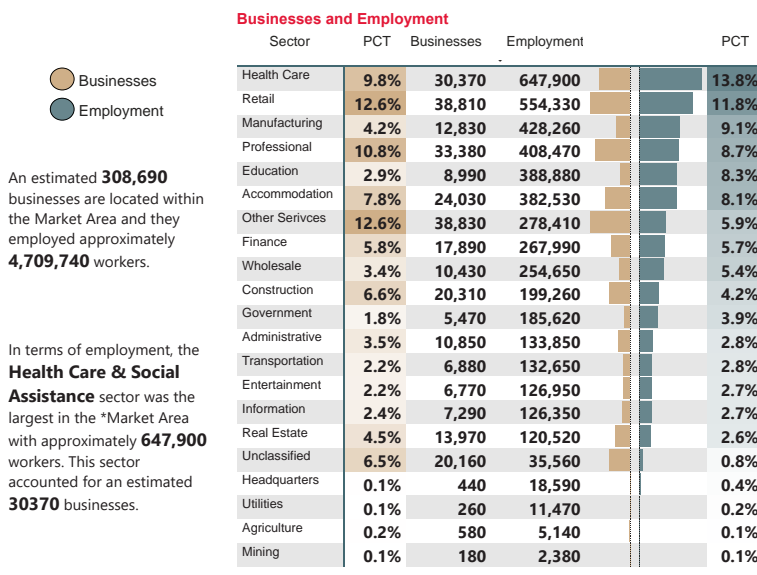 Businesses and Employment
Sector PCT Businesses Employment PCT
Businesses
Employment
An estimated 308,690
businesses are located within
the Market Area and they
employed approximately
4,709,740 workers.
In terms of employment, the
Health Care & Social
Assistance sector was the
largest in the *Market Area
with approximately 647,900
workers. This sector
accounted for an estimated
30370 businesses.
Health Care 9.8% 30,370 647,900 13.8%
Retail 12.6% 38,810 554,330 11.8%
Manufacturing 4.2% 12,830 428,260 9.1%
Professional 10.8% 33,380 408,470 8.7%
Education 2.9% 8,990 388,880 8.3%
Accommodation 7.8% 24,030 382,530 8.1%
Other Serivces 12.6% 38,830 278,410 5.9%
Finance 5.8% 17,890 267,990 5.7%
Wholesale 3.4% 10,430 254,650 5.4%
Construction 6.6% 20,310 199,260 4.2%
Government 1.8% 5,470 185,620 3.9%
Administrative 3.5% 10,850 133,850 2.8%
Transportation 2.2% 6,880 132,650 2.8%
Entertainment 2.2% 6,770 126,950 2.7%
Information 2.4% 7,290 126,350 2.7%
Real Estate 4.5% 13,970 120,520 2.6%
Unclassified 6.5% 20,160 35,560 0.8%
Headquarters 0.1% 440 18,590 0.4%
Utilities 0.1% 260 11,470 0.2%
Agriculture 0.2% 580 5,140 0.1%
Mining 0.1% 180 2,380 0.1%